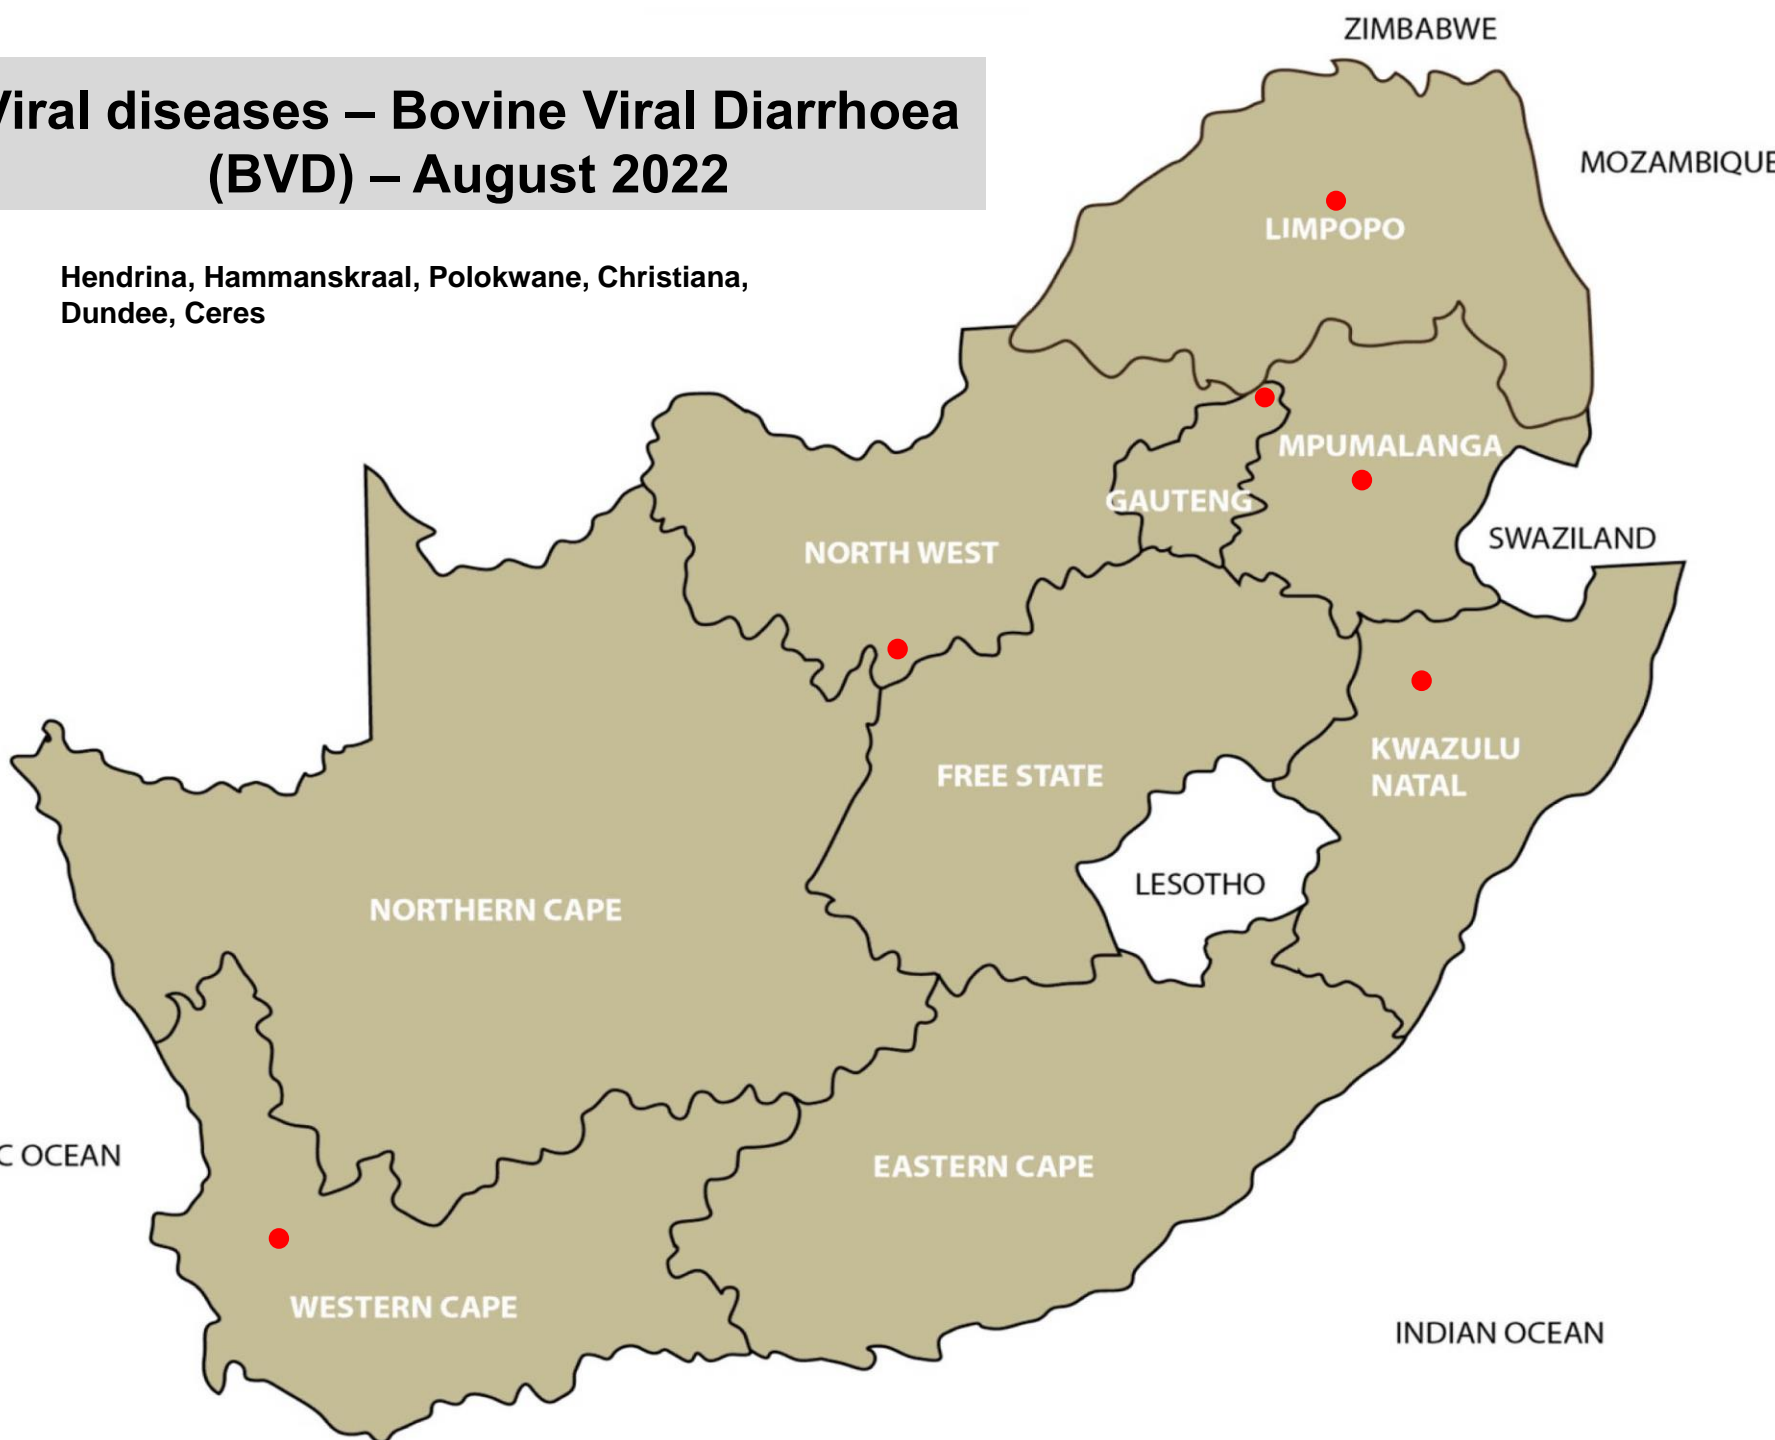 ZIMBABWE
Viral diseases – Bovine Viral Diarrhoea
(BVD) – August 2022
MOZAMBIQUE
LIMPOPO
Hendrina, Hammanskraal, Polokwane, Christiana,
Dundee, Ceres
MPUMALANGA
GAUTENG
SWAZILAND
NORTH WEST
KWAZULU
NATAL
FREE STATE
LESOTHO
NORTHERN CAPE
C OCEAN
EASTERN CAPE
WESTERN CAPE
INDIAN OCEAN